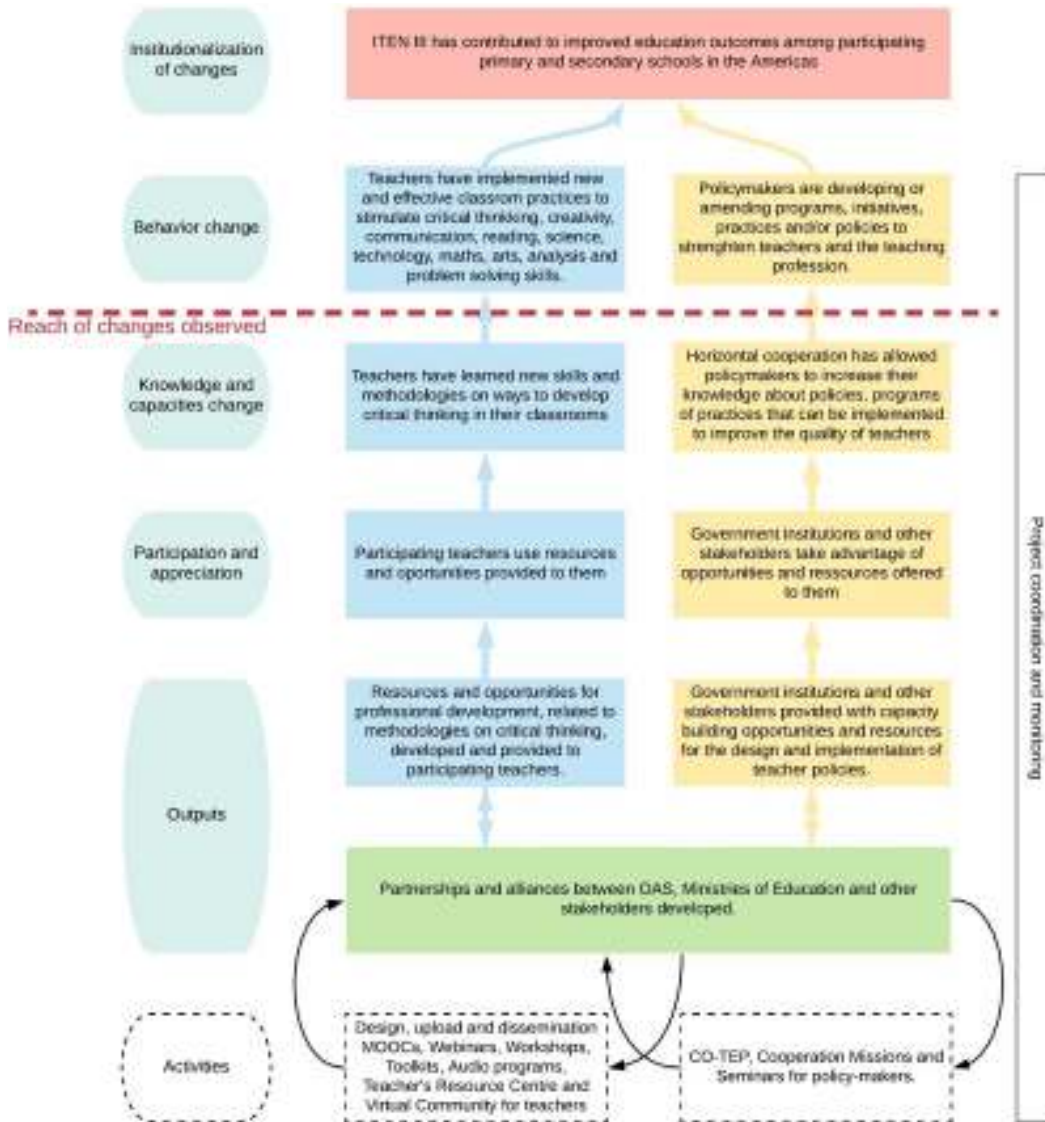 Institutionalization
of changes
ITEN III has contributed to improved education outcomes among participating
primary and secondary schools in the Americas
Behavior change
Teachers have implemented new
and effective classrom practices to
stimulate critical thinkking, creativity,
communication, reading, science,
technology, maths, arts, analysis and
problem solving skills.
Policymakers are developing or
amending programs, initiatives,
practices and/or policies to
strenghten teachers and the teaching
profession.
Reach of changes observed
Knowledge and
capacities change
Teachers have learned new skills and
methodologies on ways to develop
critical thinking in their classrooms
Horizontal cooperation has allowed
policymakers to increase their
knowledge about policies, programs
of practices that can be implemented
to improve the quality of teachers
Participation and
appreciation
Participating teachers use resources
and oportunities provided to them
Government institutions and other
stakeholders take advantage of
opportunities and ressources offered
to them
Outputs
Resources and opportunities for
professional development, related to
methodologies on critical thinking,
developed and provided to
participating teachers.
Government institutions and other
stakeholders provided with capacity
building opportunities and resources
for the design and implementation of
teacher policies.
Partnerships and alliances between OAS, Ministries of Education and other
stakeholders developed.
Activities
Design, upload and dissemination
MOOCs, Webinars, Workshops,
Toolkits, Audio programs,
Teacher's Resource Centre and
Virtual Community for teachers
CO-TEP, Cooperation Missions and
Seminars for policy-makers.
Project coordination and monitoring